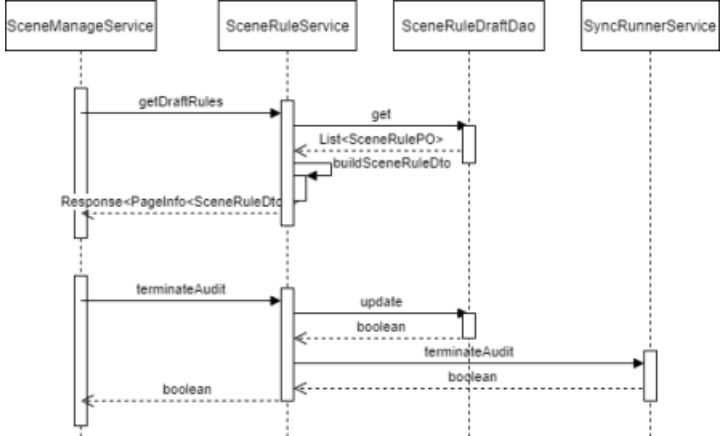 SceneManageService
SceneRuleService
SceneRuleDraftDao
SyncRunnerService
getDraftRules
get
List<SceneRulePO>
buildSceneRuleDto
Response<PageInfo<SceneRuleDto
terminateAudit
update
boolean
terminateAudit
boolean
boolean